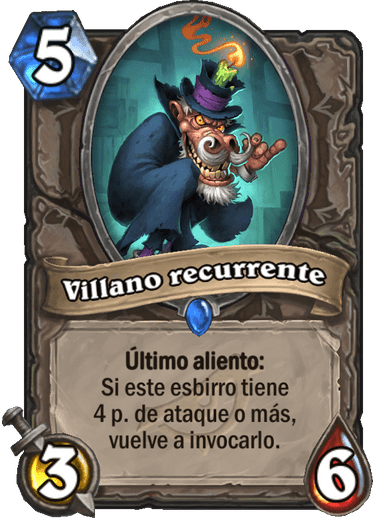 5
Villano recurrente
Último aliento:
Si este esbirro tiene
4 p. de ataque o más,
vuelve a invocarlo.
3
6